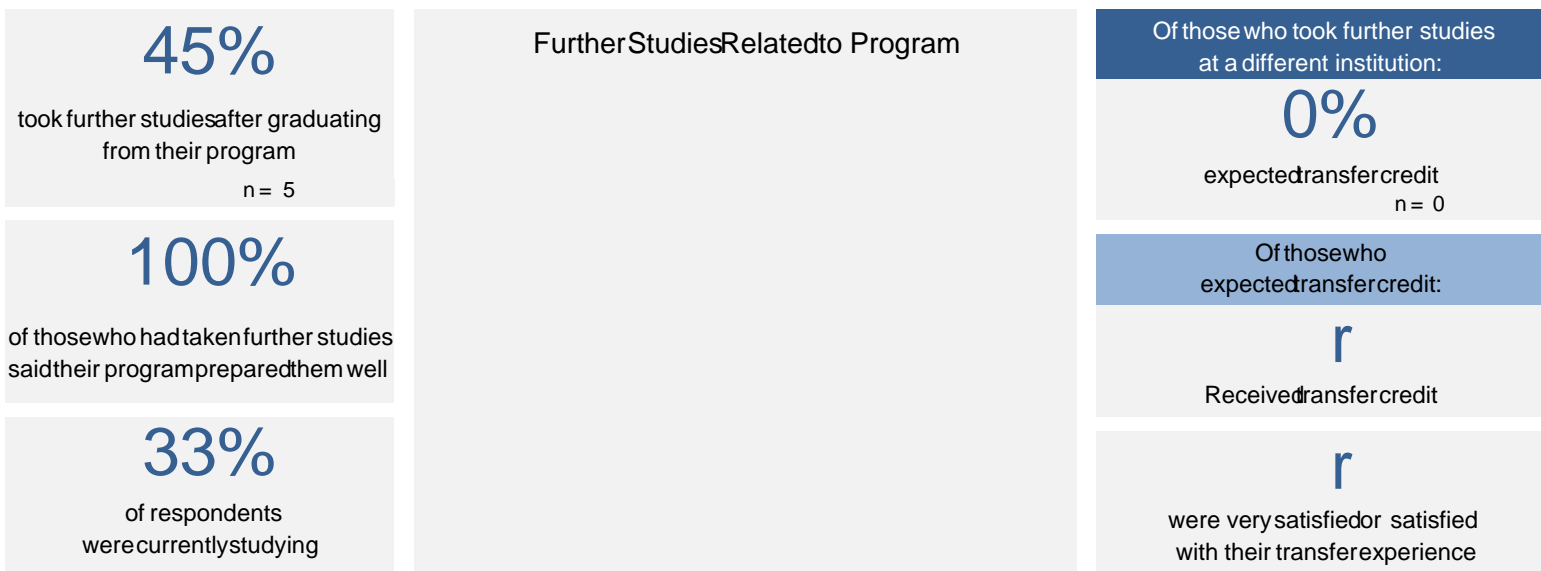 45%
took further studies after graduating
from their program
n = 5
100%
of those who had taken further studies
said their program prepared them well
33%
of respondents
were currently studying
Further Studies Related to Program
Of those who took further studies
at a different institution:
0%
expected transfer credit
n = 0
Of those who
expected transfer credit:
r
Received transfer credit
r
were very satisfied or satisfied
with their transfer experience